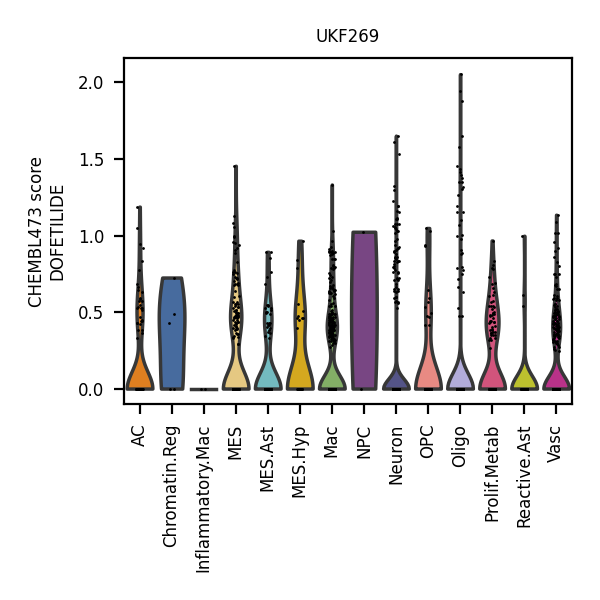 UKF269
CHEMBL473 score
DOFETILIDE
2.0
1.5
1.0
0.5
0.0
AC
Chromatin.Reg
Inflammatory.Mac
MES
MES.Ast
MES.Hyp
Mac
NPC
Neuron
OPC
Oligo
Prolif.Metab
Reactive.Ast
Vasc